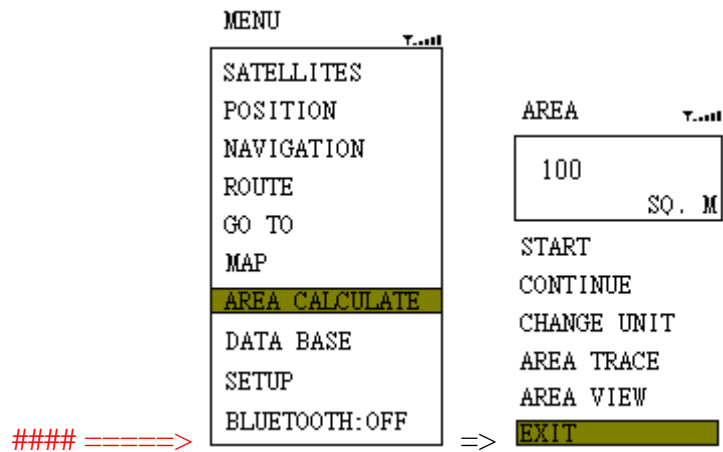 MENU
SATELLITES
POSITION
NAVIGATION
ROUTE
GO TO
MAP
AREA CALCULATE
DATA BASE
SETUP
BLUETOOTH:OFF
#### =====>
=>
AREA
100
SQ. M
START
CONTINUE
CHANGE UNIT
AREA TRACE
AREA VIEW
EXIT